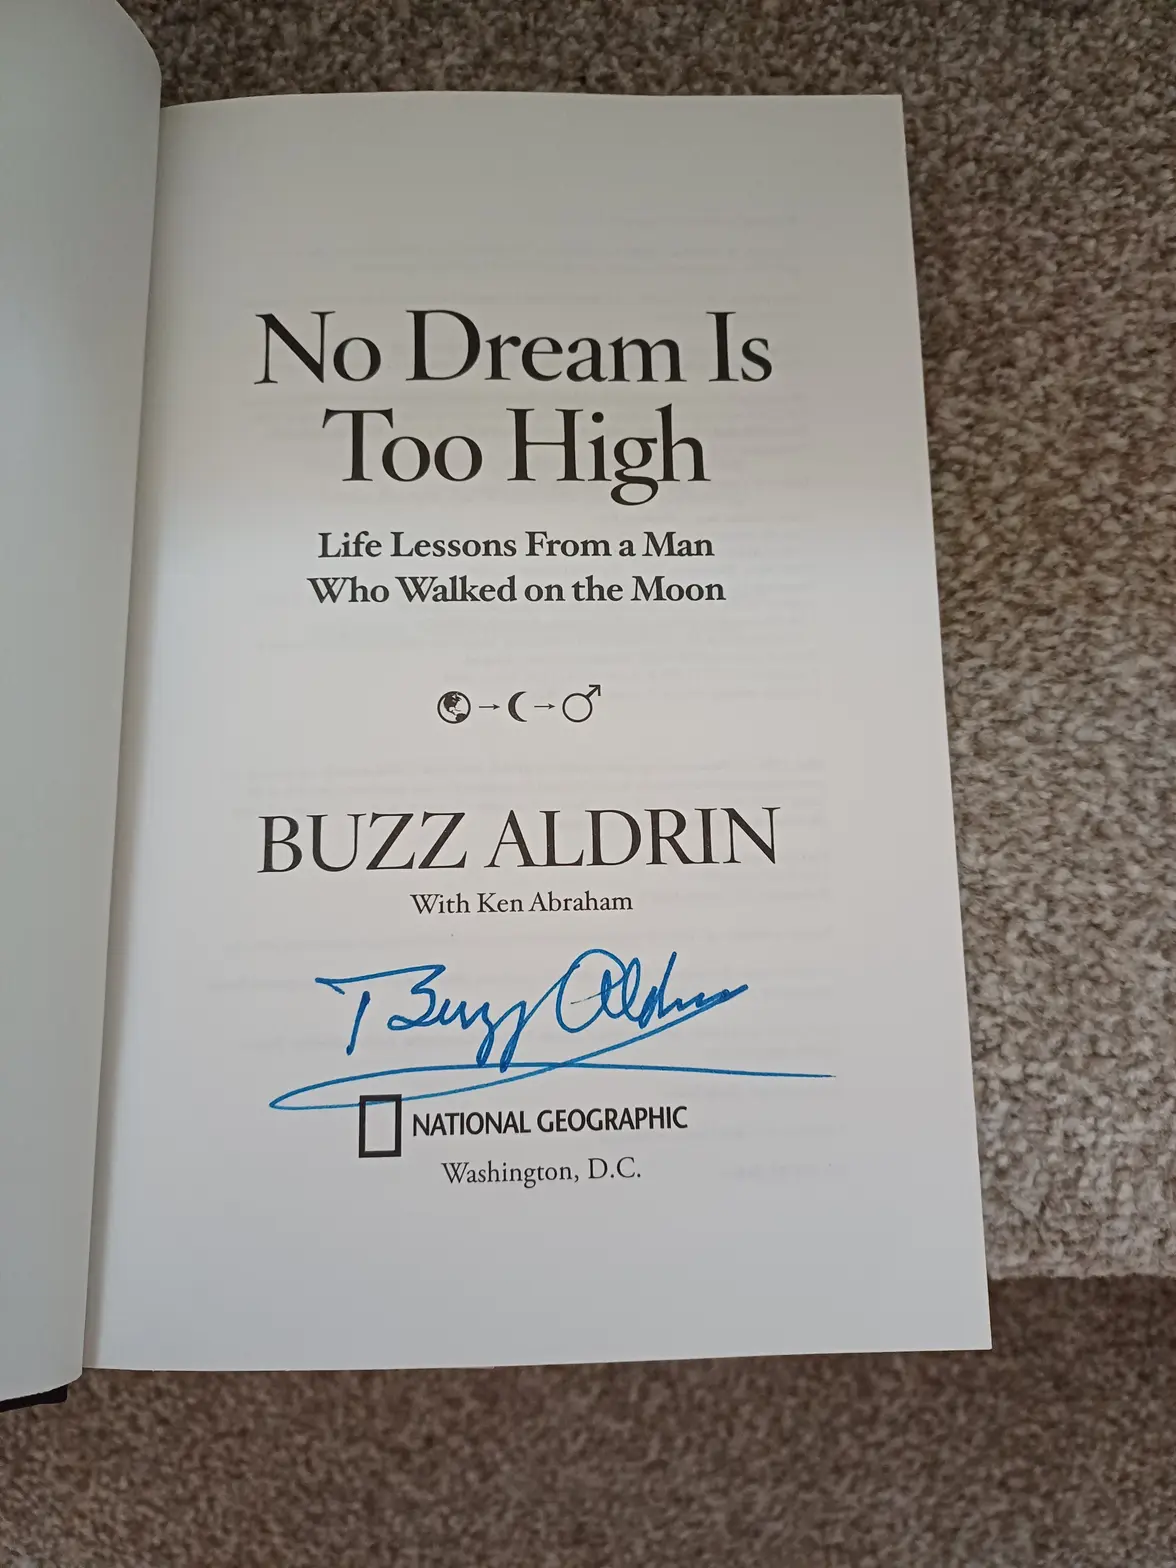 No Dream Is
Too High
Life Lessons From a Man
Who Walked on the Moon
BUZZ ALDRIN
With Ken Abraham
Buzz Aldrin
NATIONAL GEOGRAPHIC
Washington, D.C.